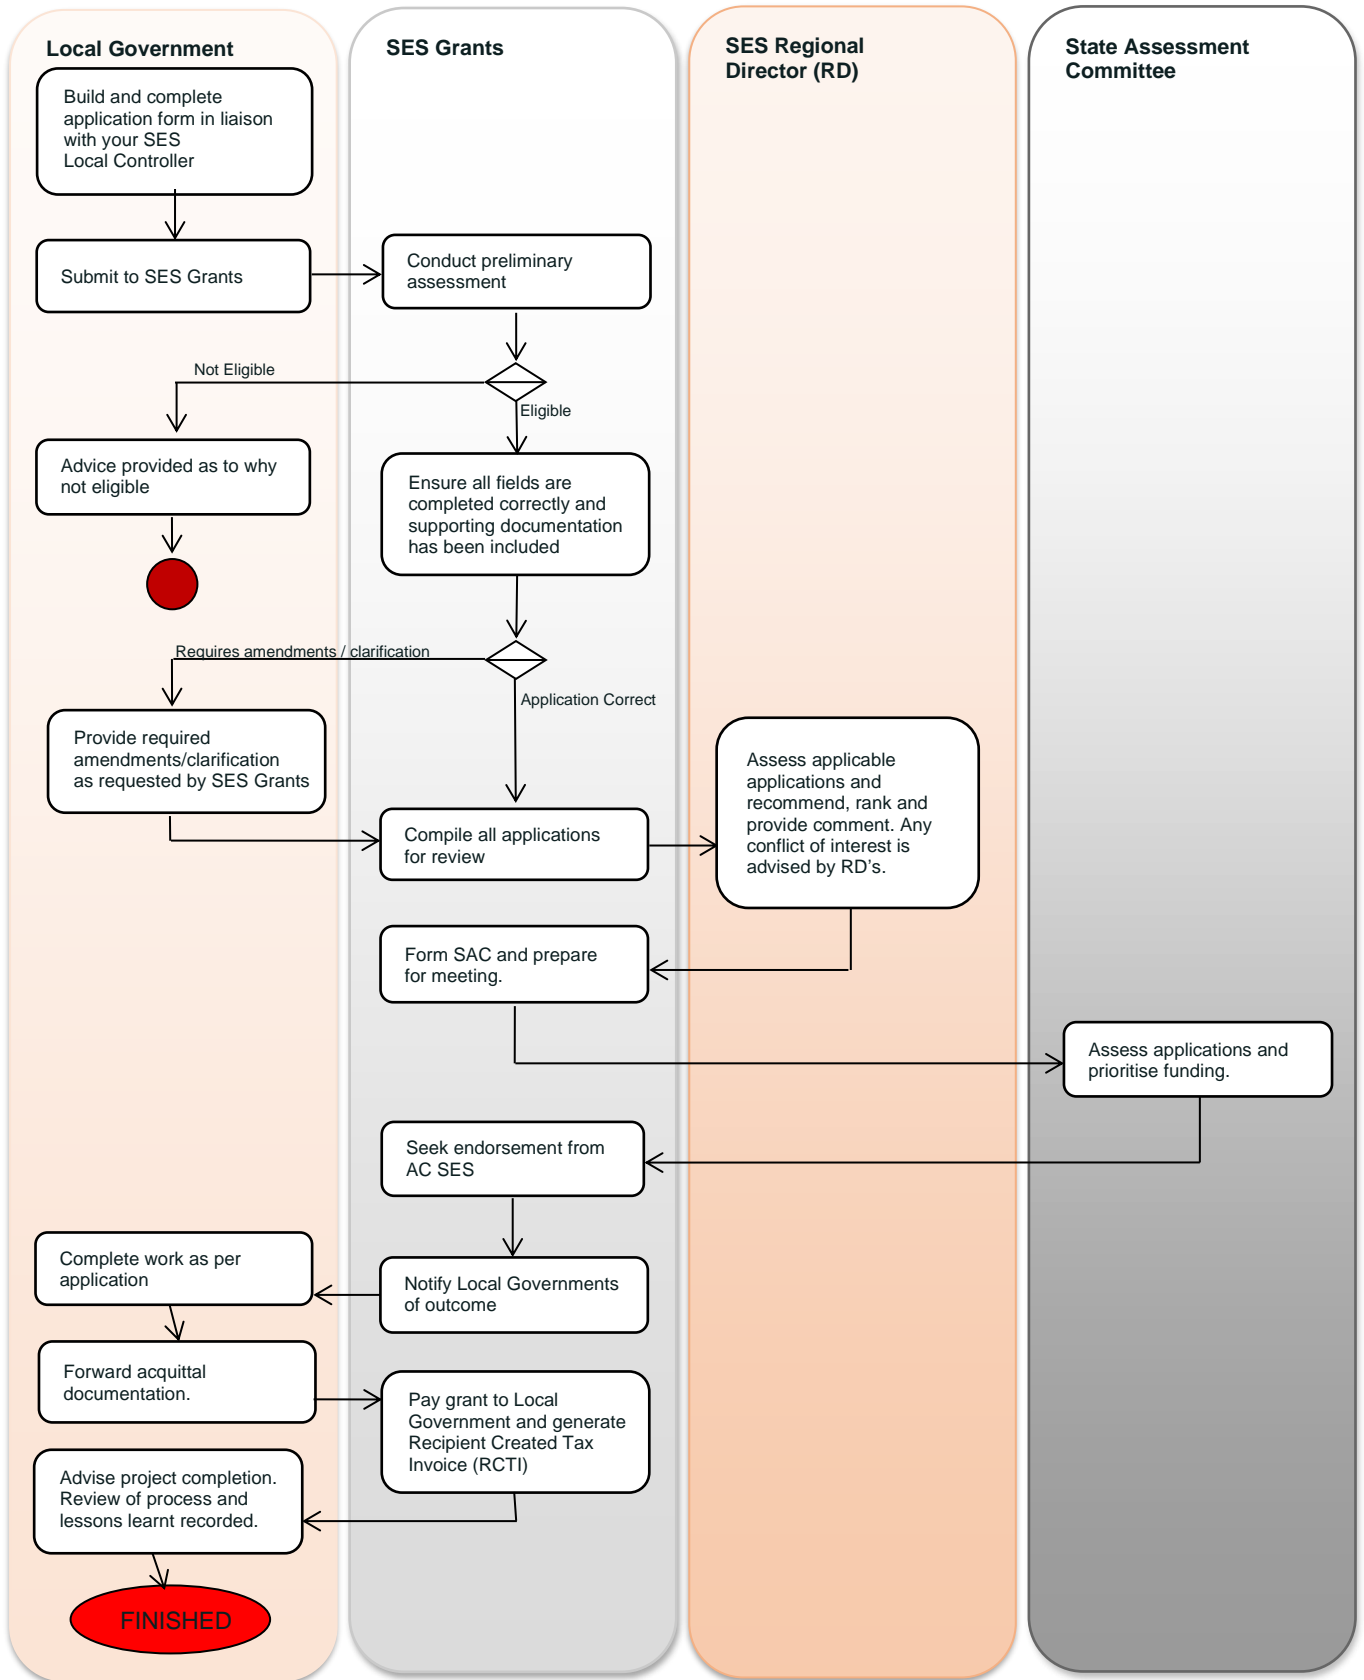 Local Government
SES Grants
SES Regional
Director (RD)
State Assessment
Committee
Build and complete
application form in liaison
with your SES
Local Controller
Submit to SES Grants
Conduct preliminary
assessment
Not Eligible
Eligible
Advice provided as to why
not eligible
Ensure all fields are
completed correctly and
supporting documentation
has been included
Requires amendments / clarification
Application Correct
Provide required
amendments/clarification
as requested by SES Grants
Compile all applications
for review
Assess applicable
applications and
recommend, rank and
provide comment. Any
conflict of interest is
advised by RD’s.
Form SAC and prepare
for meeting.
Assess applications and
prioritise funding.
Seek endorsement from
AC SES
Notify Local Governments
of outcome
Complete work as per
application
Forward acquittal
documentation.
Pay grant to Local
Government and generate
Recipient Created Tax
Invoice (RCTI)
Advise project completion.
Review of process and
lessons learnt recorded.
FINISHED